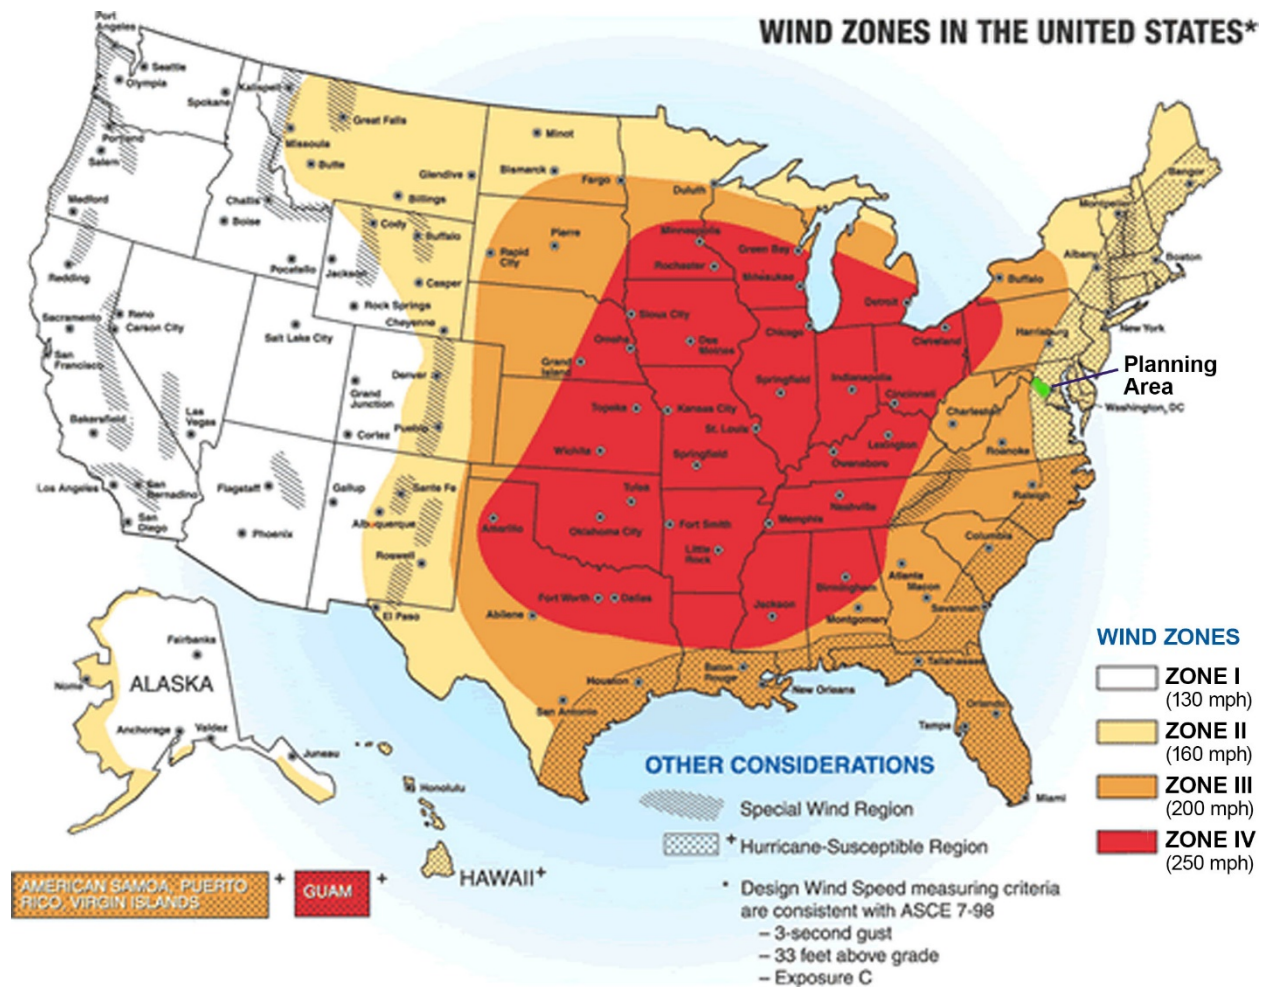 WIND ZONES IN THE UNITED STATES*
Port
Angeles
Seattle
Olympia
Spokane
Kalispell
Great Falls
Missoula
Butte
Glendive
Billings
Minot
Bismarck
Fargo
Duluth
Portland
Salem
Medford
Challis
Boise
Pocatello
Cody
Buffalo
Jackson
Casper
Rock Springs
Cheyenne
Rapid
City
Pierre
Minneapolis
Rochester
Green Bay
Milwaukee
Detroit
Chicago
Cleveland
Buffalo
Albany
Montpelier
Bangor
Boston
New York
Harrisburg
Planning
Area
Washington, DC
Redding
Sacramento
Reno
Carson City
San
Francisco
Salt Lake City
Denver
Grand
Junction
Pueblo
Cortez
Sioux City
Omaha
Des
Moines
Grand
Island
Topeka
Kansas City
Springfield
Indianapolis
Cincinnati
St. Louis
Charleston
Roanoke
Lexington
Owensboro
Wichita
Springfield
Bakersfield
Las
Vegas
Los Angeles
San
Bernadino
San
Diego
Flagstaff
Phoenix
Gallup
Sante Fe
Albuquerque
Roswell
El Paso
Amarillo
Tulsa
Oklahoma City
Fort Smith
Little
Rock
Memphis
Nashville
Raleigh
Columbia
Atlanta
Macon
Savannah
Birmingham
Montgomery
Jackson
Fort Worth
Dallas
Abilene
San Antonio
Houston
Baton
Rouge
New Orleans
Tallahassee
Orlando
Tampa
Miami
Fairbanks
Nome
ALASKA
Anchorage
Valdez
Juneau
Honolulu
HAWAII+
WIND ZONES
ZONE I
(130 mph)
ZONE II
(160 mph)
ZONE III
(200 mph)
ZONE IV
(250 mph)
OTHER CONSIDERATIONS
Special Wind Region
+ Hurricane-Susceptible Region
* Design Wind Speed measuring criteria
are consistent with ASCE 7-98
– 3-second gust
– 33 feet above grade
– Exposure C
AMERICAN SAMOA, PUERTO +
RICO, VIRGIN ISLANDS
GUAM +